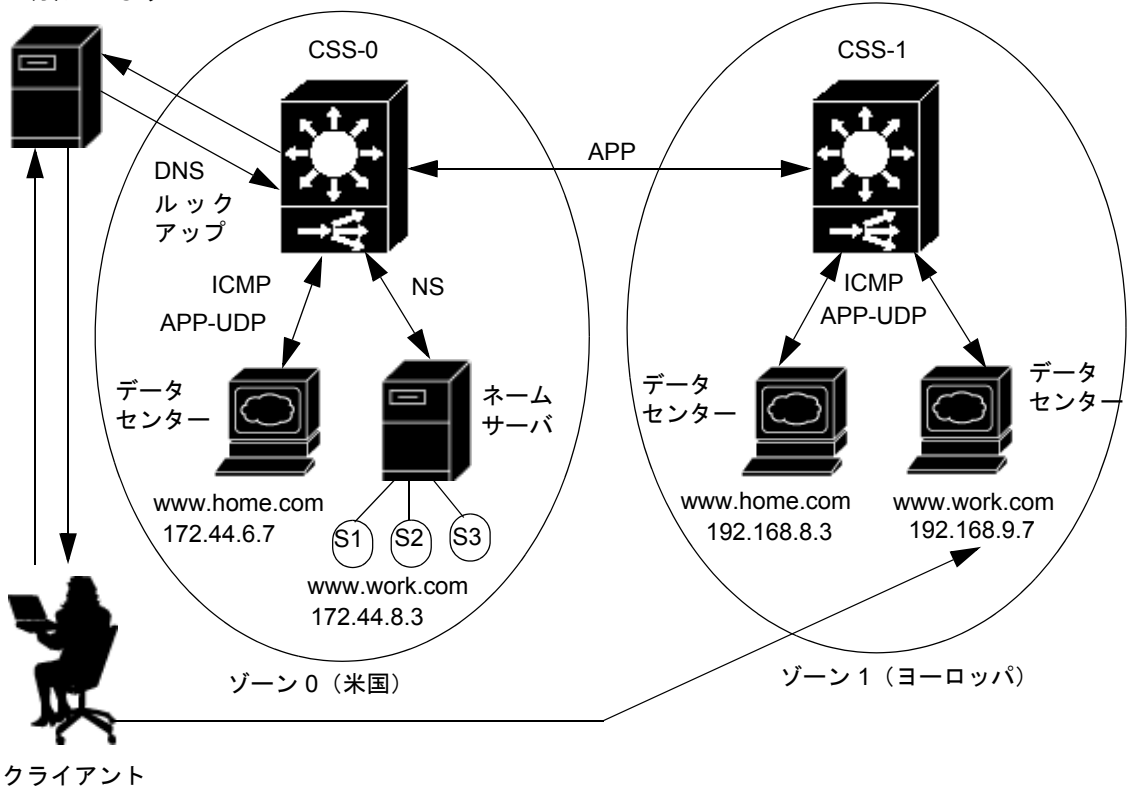 CSS-0
CSS-1
APP
DNS
ルック
アップ
ICMP
APP-UDP
NS
ICMP
APP-UDP
データ
センター
ネーム
サーバ
データ
センター
データ
センター
www.home.com
172.44.6.7
S1
S2
S3
www.work.com
172.44.8.3
www.home.com
192.168.8.3
www.work.com
192.168.9.7
ゾーン 0（米国）
ゾーン 1（ヨーロッパ）
クライアント